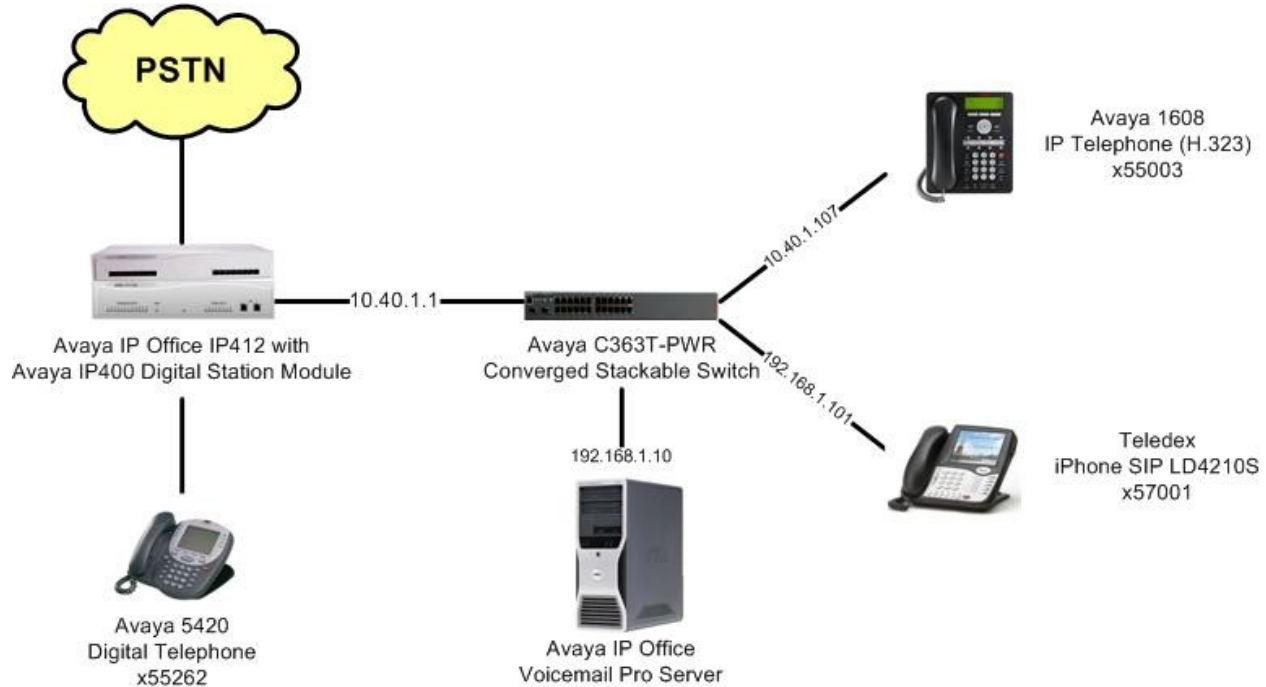 PSTN
Avaya 1608
IP Telephone (H.323)
x55003
10.40.1.107
10.40.1.1
Avaya IP Office IP412 with
Avaya IP400 Digital Station Module
Avaya C363T-PWR
Converged Stackable Switch
192.168.1.101
192.168.1.10
Teledex
iPhone SIP LD4210S
x57001
Avaya 5420
Digital Telephone
x55262
Avaya IP Office
Voicemail Pro Server